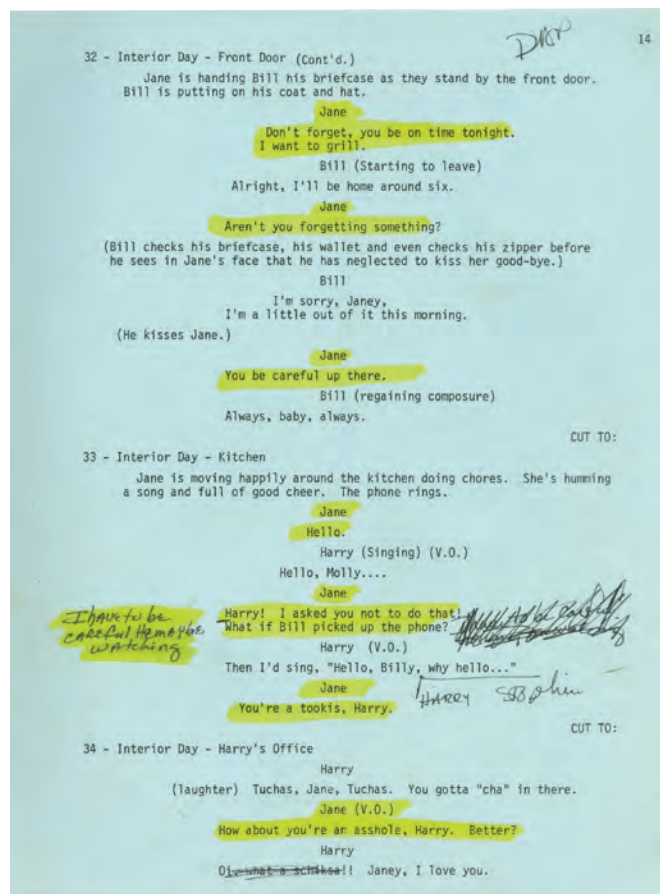 14
32 - Interior Day - Front Door (Cont'd.)
Jane is handing Bill his briefcase as they stand by the front door.
Bill is putting on his coat and hat.
Jane
Don't forget, you be on time tonight.
I want to grill.
Bill (Starting to leave)
Alright, I'll be home around six.
Jane
Aren't you forgetting something?
(Bill checks his briefcase, his wallet and even checks his zipper before
he sees in Jane's face that he has neglected to kiss her good-bye.)
Bill
I'm sorry, Janey,
I'm a little out of it this morning.
(He kisses Jane.)
Jane
You be careful up there.
Bill (regaining composure)
Always, baby, always.
CUT TO:
33 - Interior Day - Kitchen
Jane is moving happily around the kitchen doing chores. She's humming
a song and full of good cheer. The phone rings.
Jane
Hello.
Harry (Singing) (V.O.)
Hello, Molly....
Jane
Harry! I asked you not to do that!
What if Bill picked up the phone?
I have to be
careful He maybe
watching
Harry (V.O.)
Then I'd sing, "Hello, Billy, why hello..."
Jane
HARRY
You're a tookis, Harry.
CUT TO:
34 - Interior Day - Harry's Office
Harry
(laughter) Tuchas, Jane, Tuchas. You gotta "cha" in there.
Jane (V.O.)
How about you're an asshole, Harry. Better?
Harry
Oi what a schiksa!! Janey, I love you.